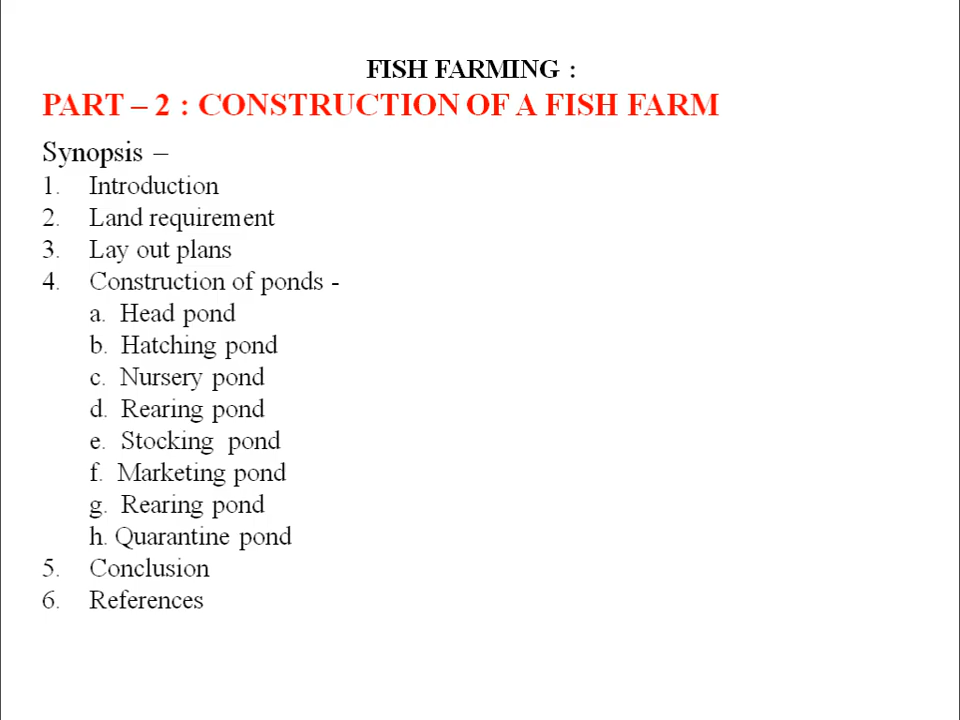 FISH FARMING :
PART – 2 : CONSTRUCTION OF A FISH FARM
Synopsis –
1. Introduction
2. Land requirement
3. Lay out plans
4. Construction of ponds -
a. Head pond
b. Hatching pond
c. Nursery pond
d. Rearing pond
e. Stocking pond
f. Marketing pond
g. Rearing pond
h. Quarantine pond
5. Conclusion
6. References